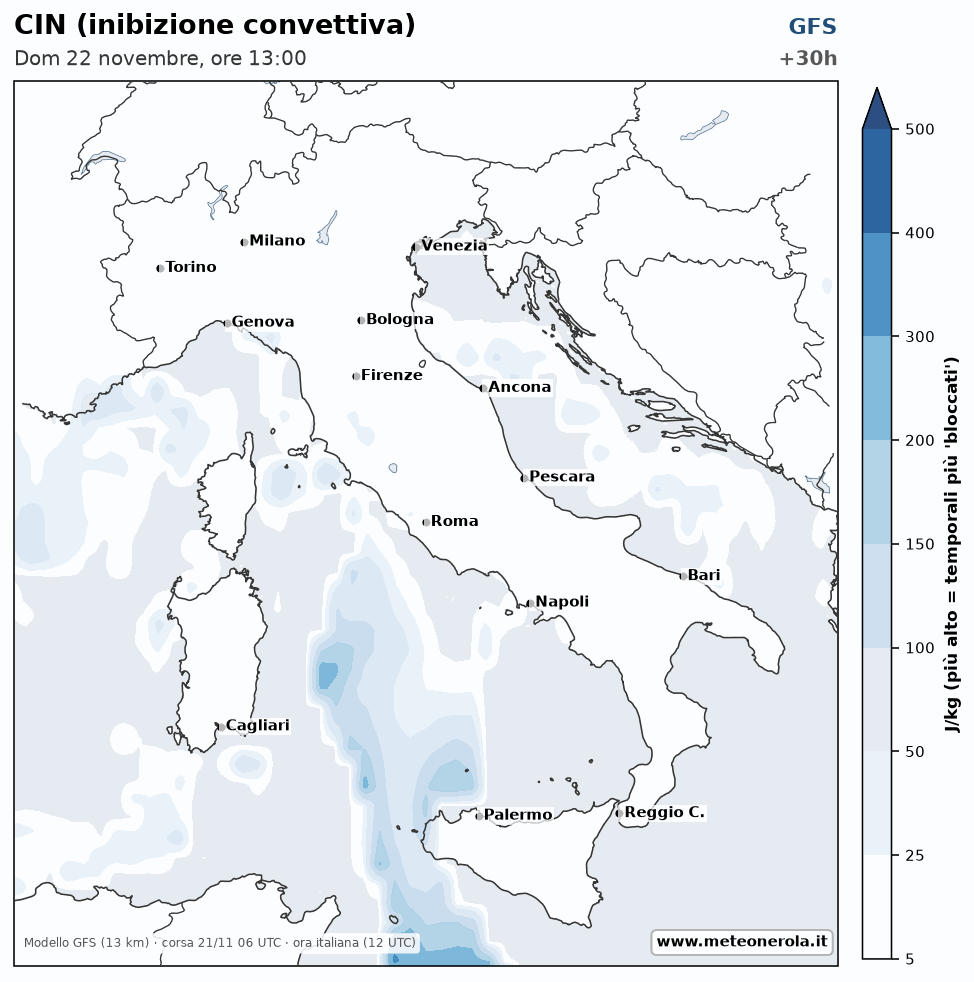 CIN (inibizione convettiva)
GFS
Dom 22 novembre, ore 13:00
+30h
Milano
Venezia
Torino
Genova
Bologna
Firenze
Ancona
Pescara
Roma
Bari
Napoli
Cagliari
Palermo
Reggio C.
Modello GFS (13 km) · corsa 21/11 06 UTC · ora italiana (12 UTC)
www.meteonerola.it
500
400
300
200
150
100
50
25
5
J/kg (più alto = temporali più 'bloccati')